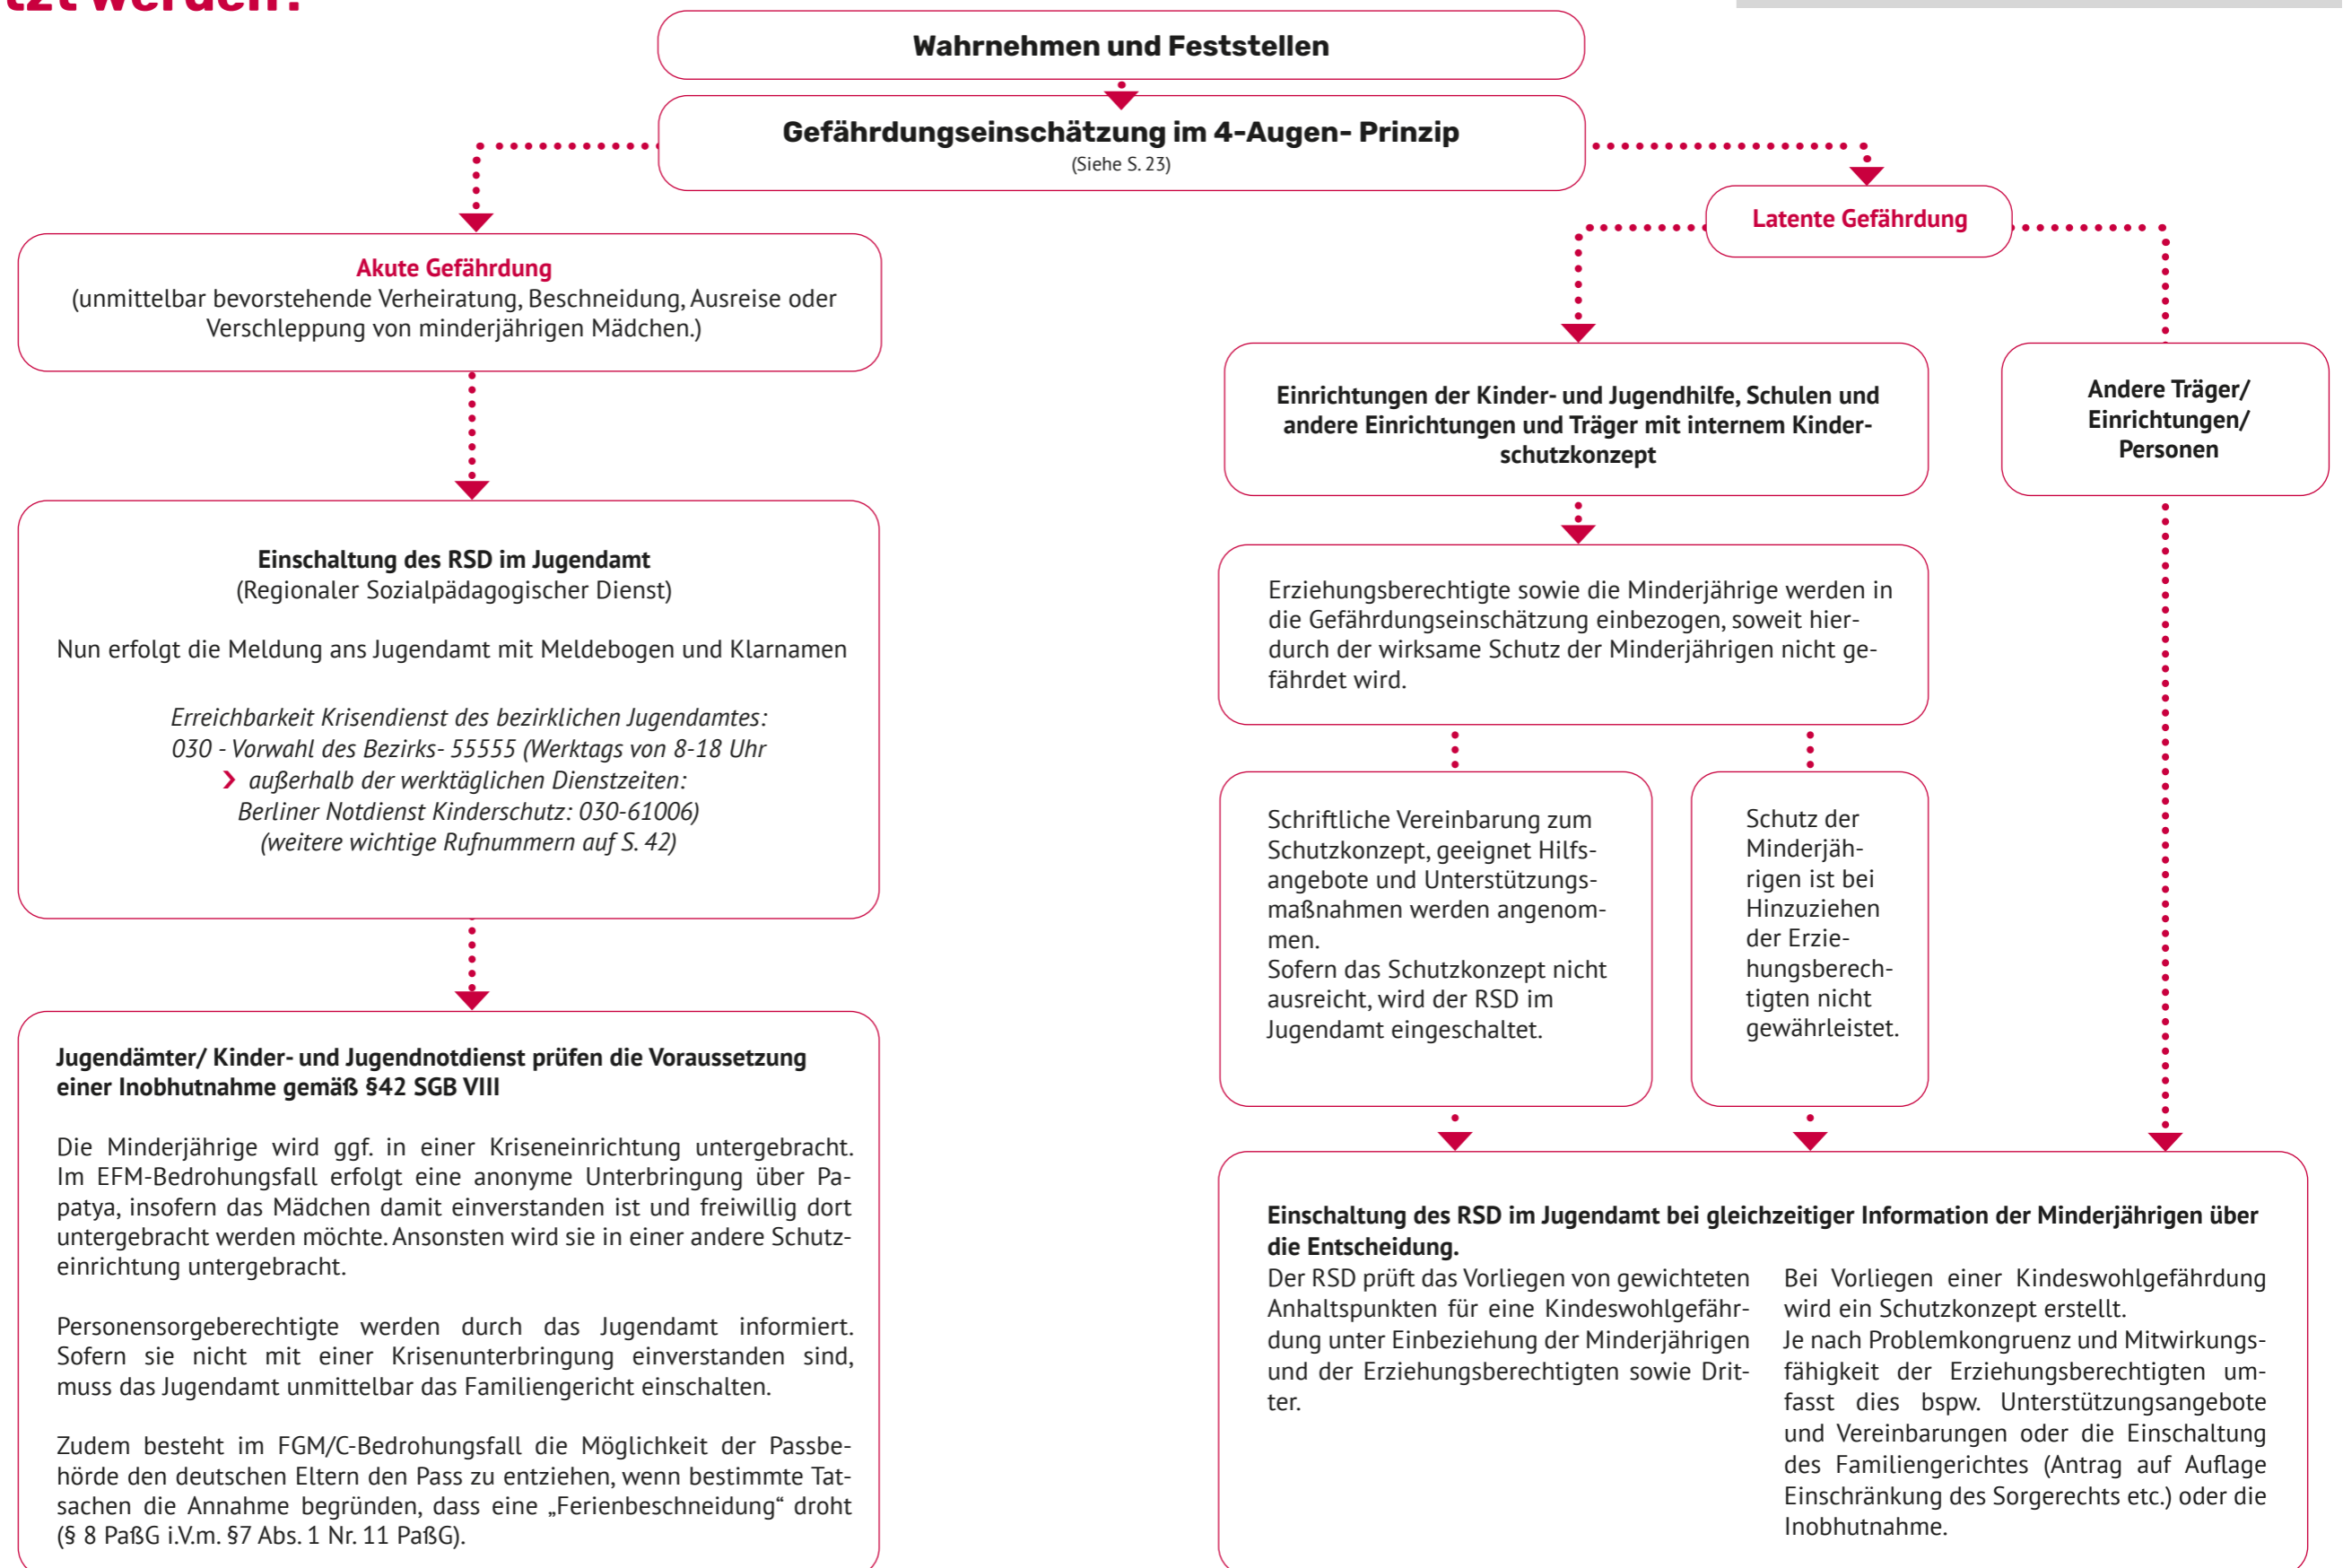 tzt werden?
Wahrnehmen und Feststellen
Gefährdungseinschätzung im 4-Augen- Prinzip
(Siehe S. 23)
Akute Gefährdung
(unmittelbar bevorstehende Verheiratung, Beschneidung, Ausreise oder
Verschleppung von minderjährigen Mädchen.)
Einschaltung des RSD im Jugendamt
(Regionaler Sozialpädagogischer Dienst)
Nun erfolgt die Meldung ans Jugendamt mit Meldebogen und Klarnamen
Erreichbarkeit Krisendienst des bezirklichen Jugendamtes:
030 - Vorwahl des Bezirks- 55555 (Werktags von 8-18 Uhr
› außerhalb der werktäglichen Dienstzeiten:
Berliner Notdienst Kinderschutz: 030-61006)
(weitere wichtige Rufnummern auf S. 42)
Jugendämter/ Kinder- und Jugendnotdienst prüfen die Voraussetzung
einer Inobhutnahme gemäß §42 SGB VIII
Die Minderjährige wird ggf. in einer Kriseneinrichtung untergebracht.
Im EFM-Bedrohungsfall erfolgt eine anonyme Unterbringung über Pa-
patya, insofern das Mädchen damit einverstanden ist und freiwillig dort
untergebracht werden möchte. Ansonsten wird sie in einer andere Schutz-
einrichtung untergebracht.
Personensorgeberechtigte werden durch das Jugendamt informiert.
Sofern sie nicht mit einer Krisenunterbringung einverstanden sind,
muss das Jugendamt unmittelbar das Familiengericht einschalten.
Zudem besteht im FGM/C-Bedrohungsfall die Möglichkeit der Passbe-
hörde den deutschen Eltern den Pass zu entziehen, wenn bestimmte Tat-
sachen die Annahme begründen, dass eine „Ferienbeschneidung“ droht
(§ 8 PaßG i.V.m. §7 Abs. 1 Nr. 11 PaßG).
Latente Gefährdung
Einrichtungen der Kinder- und Jugendhilfe, Schulen und
andere Einrichtungen und Träger mit internem Kinder-
schutzkonzept
Andere Träger/
Einrichtungen/
Personen
Erziehungsberechtigte sowie die Minderjährige werden in
die Gefährdungseinschätzung einbezogen, soweit hier-
durch der wirksame Schutz der Minderjährigen nicht ge-
fährdet wird.
Schriftliche Vereinbarung zum
Schutzkonzept, geeignet Hilfs-
angebote und Unterstützungs-
maßnahmen werden angenom-
men.
Sofern das Schutzkonzept nicht
ausreicht, wird der RSD im
Jugendamt eingeschaltet.
Schutz der
Minderjäh-
rigen ist bei
Hinzuziehen
der Erzie-
hungsberech-
tigten nicht
gewährleistet.
Einschaltung des RSD im Jugendamt bei gleichzeitiger Information der Minderjährigen über
die Entscheidung.
Der RSD prüft das Vorliegen von gewichteten
Anhaltspunkten für eine Kindeswohlgefähr-
dung unter Einbeziehung der Minderjährigen
und der Erziehungsberechtigten sowie Drit-
ter.
Bei Vorliegen einer Kindeswohlgefährdung
wird ein Schutzkonzept erstellt.
Je nach Problemkongruenz und Mitwirkungs-
fähigkeit der Erziehungsberechtigten um-
fasst dies bspw. Unterstützungsangebote
und Vereinbarungen oder die Einschaltung
des Familiengerichtes (Antrag auf Auflage
Einschränkung des Sorgerechts etc.) oder die
Inobhutnahme.